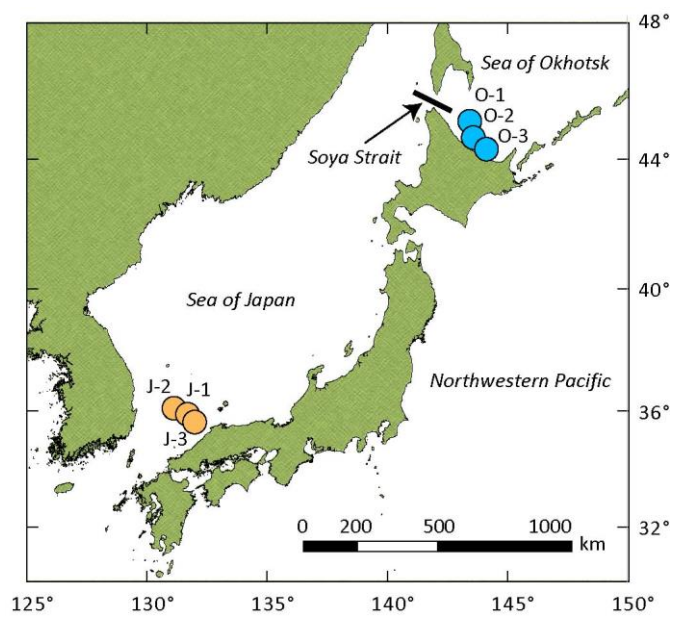 48°
Sea of Okhotsk
O-1
O-2
O-3
Soya Strait
44°
40°
Sea of Japan
J-2 J-1
Northwestern Pacific
36°
J-3
0 200 500 1000
km
32°
125° 130° 135° 140° 145° 150°